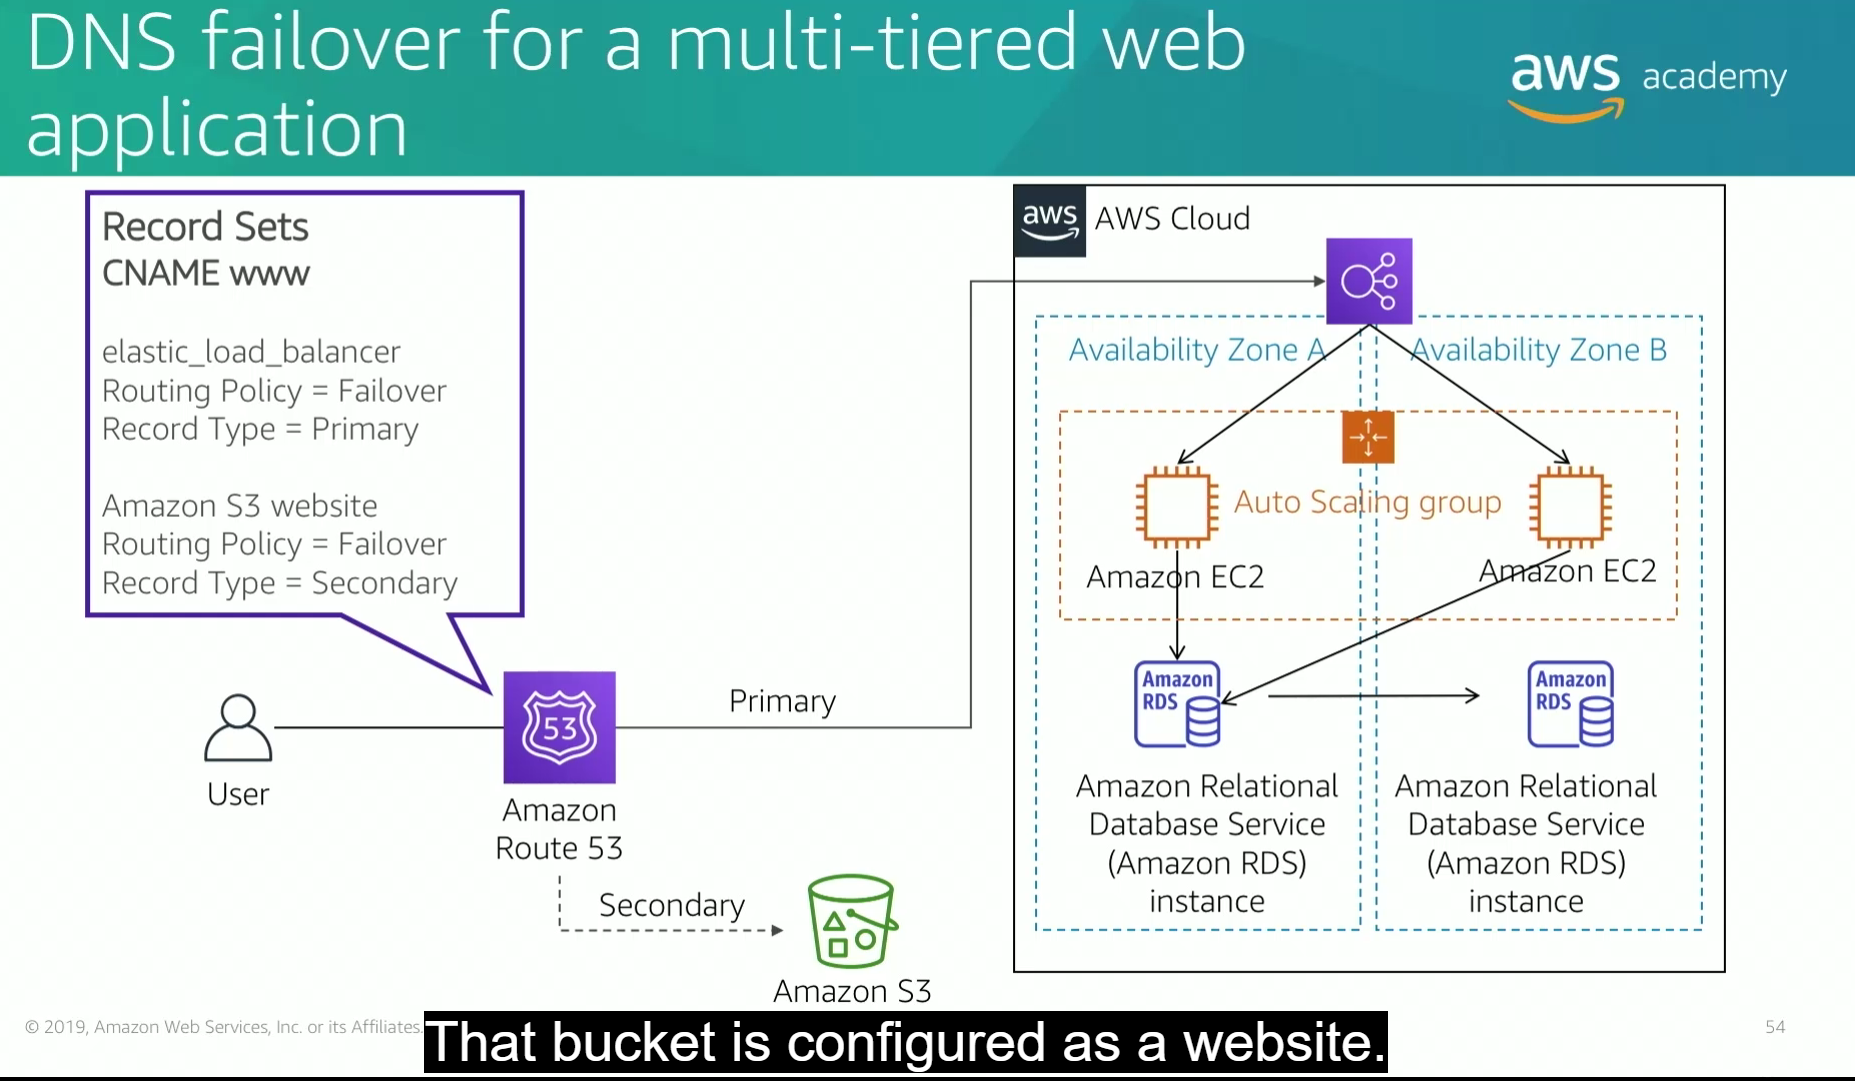 DNS failover for a multi-tiered web
application
aws academy
Record Sets
CNAME www
elastic_load_balancer
Routing Policy = Failover
Record Type = Primary
Amazon S3 website
Routing Policy = Failover
Record Type = Secondary
User
53
Amazon
Route 53
Primary
Secondary
Amazon S3
aws
AWS Cloud
Availability Zone A
Availability Zone B
Auto Scaling group
Amazon EC2
Amazon EC2
Amazon
RDS
Amazon
RDS
Amazon Relational
Database Service
(Amazon RDS)
instance
Amazon Relational
Database Service
(Amazon RDS)
instance
© 2019, Amazon Web Services, Inc. or its Affiliates.
That bucket is configured as a website.
54